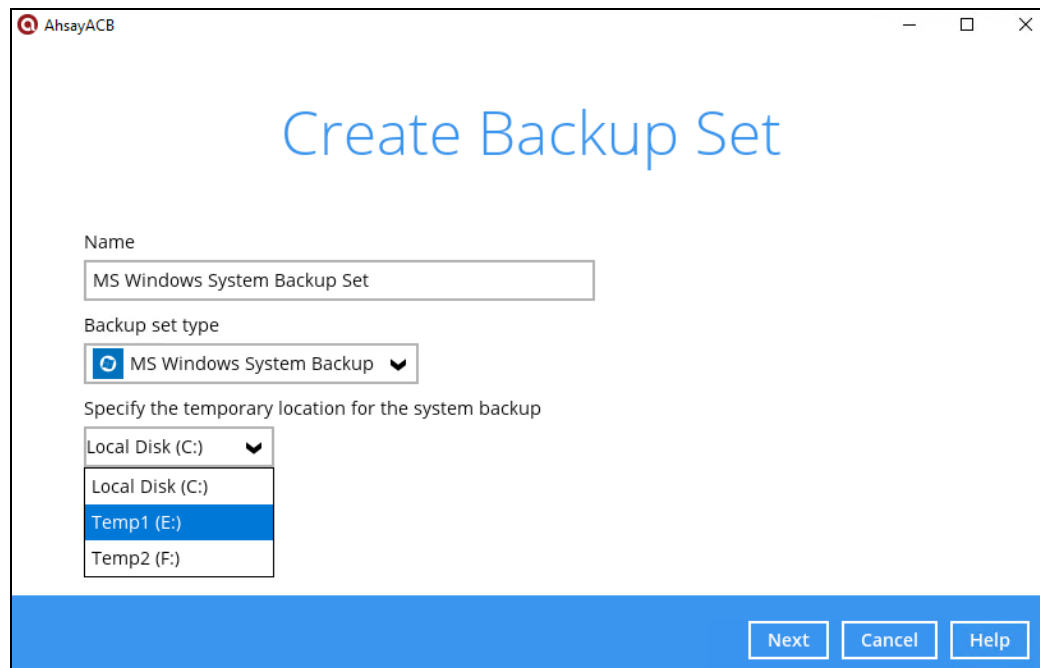 AhsayACB
Create Backup Set
Name
MS Windows System Backup Set
Backup set type
MS Windows System Backup
Specify the temporary location for the system backup
Local Disk (C:)
Local Disk (C:)
Temp1 (E:)
Temp2 (F:)
Next Cancel Help